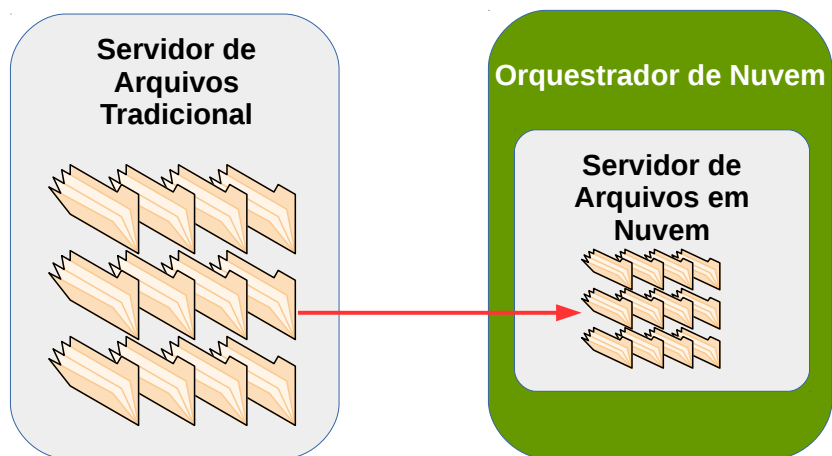 Servidor de
Arquivos
Tradicional
Orquestrador de Nuvem
Servidor de
Arquivos em
Nuvem